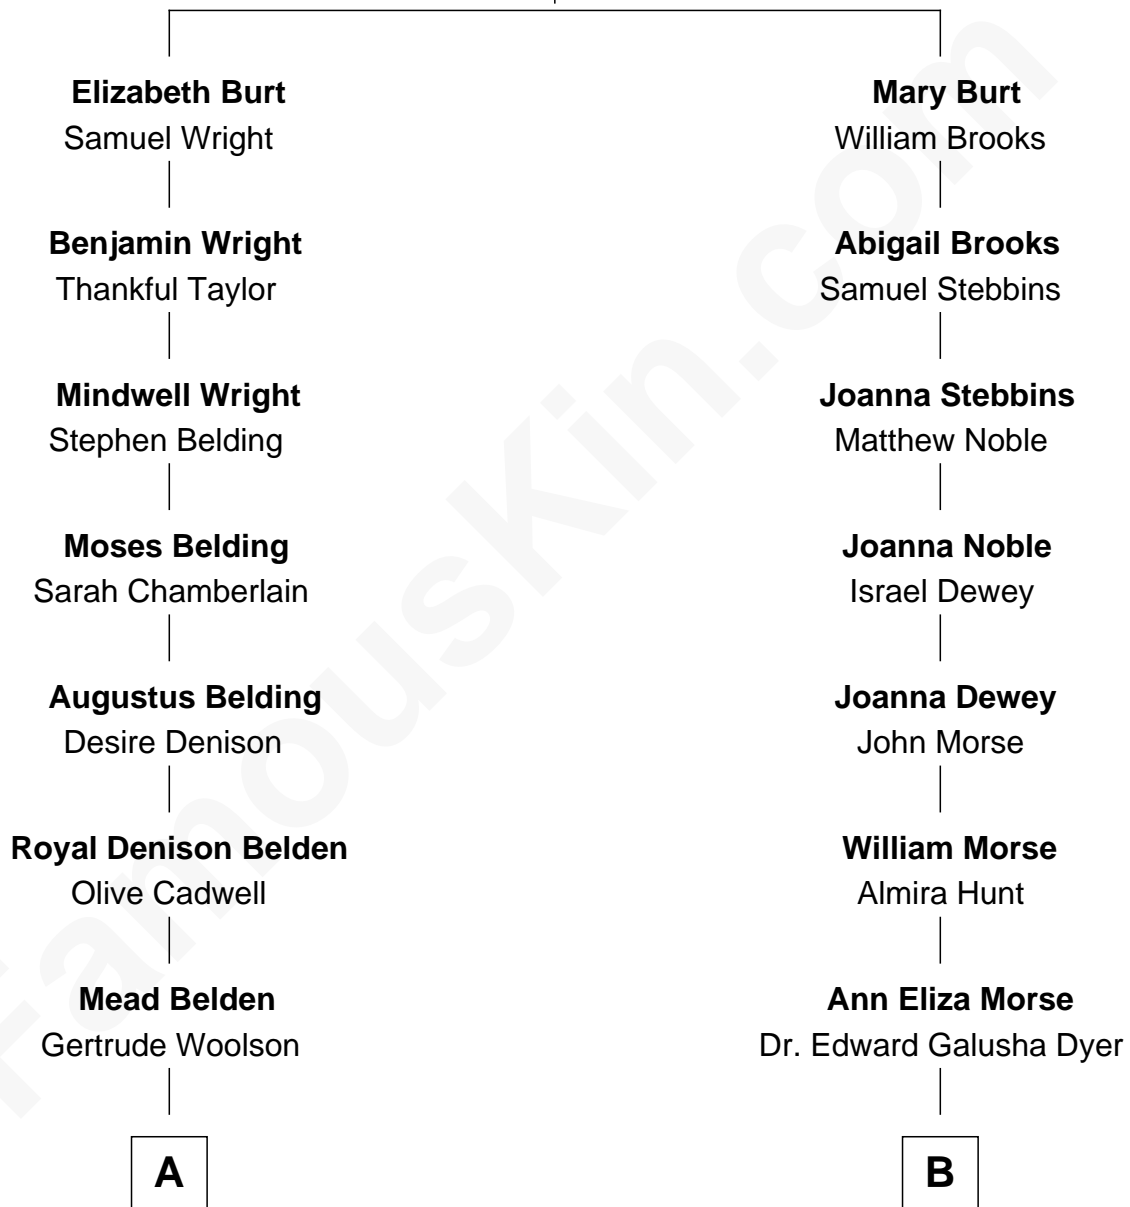 Elizabeth Burt
Samuel Wright
Mary Burt
William Brooks
Benjamin Wright
Thankful Taylor
Abigail Brooks
Samuel Stebbins
Mindwell Wright
Stephen Belding
Joanna Stebbins
Matthew Noble
Moses Belding
Sarah Chamberlain
Joanna Noble
Israel Dewey
Augustus Belding
Desire Denison
Joanna Dewey
John Morse
Royal Denison Belden
Olive Cadwell
William Morse
Almira Hunt
Mead Belden
Gertrude Woolson
Ann Eliza Morse
Dr. Edward Galusha Dyer
A
B
FamousKin.com